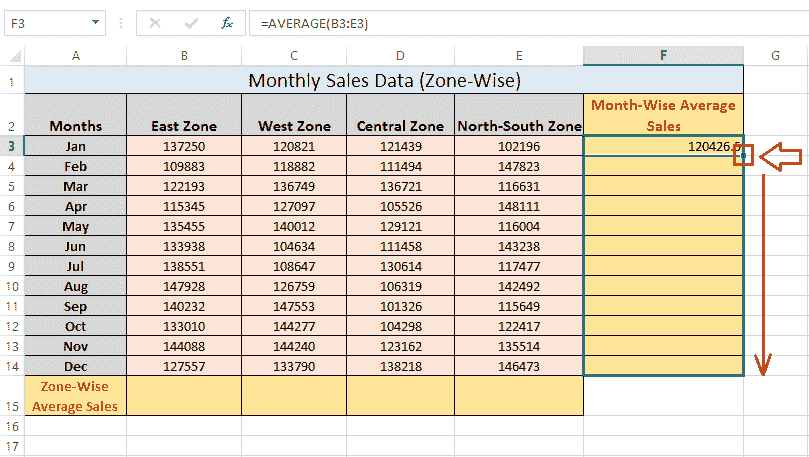 F3 fx =AVERAGE(B3:E3)
A B C D E F G
1 Monthly Sales Data (Zone-Wise)
2 Months East Zone West Zone Central Zone North-South Zone Month-Wise Average Sales
3 Jan 137250 120821 121439 102196 120426.5
4 Feb 109883 118882 111494 147823
5 Mar 122193 136749 136721 116631
6 Apr 115345 127097 105526 148111
7 May 135455 140012 129121 116004
8 Jun 133938 104634 111458 143238
9 Jul 138551 108647 130614 117477
10 Aug 147928 126759 106319 142492
11 Sep 140232 147553 101326 115649
12 Oct 133010 144277 104298 122417
13 Nov 144088 144240 123162 135514
14 Dec 127557 133790 138218 146473
15 Zone-Wise Average Sales
16
17